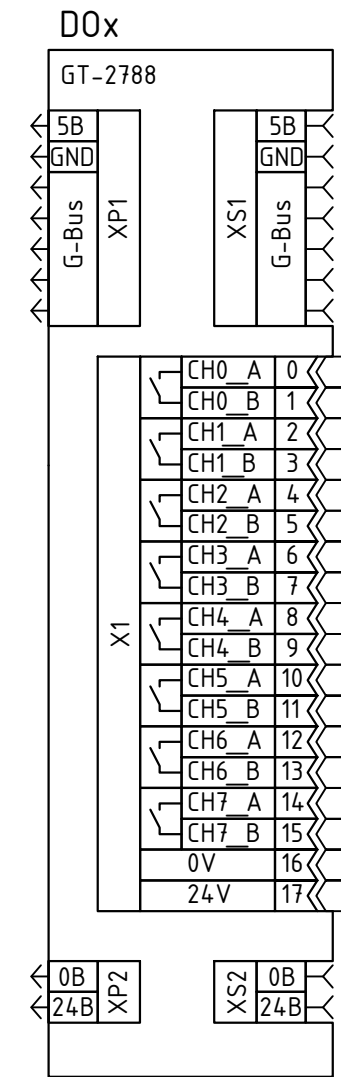 DOx
GT-2788
5В XP1 XS1 5В
GND GND
G-Bus G-Bus
X1
CH0_A 0
CH0_B 1
CH1_A 2
CH1_B 3
CH2_A 4
CH2_B 5
CH3_A 6
CH3_B 7
CH4_A 8
CH4_B 9
CH5_A 10
CH5_B 11
CH6_A 12
CH6_B 13
CH7_A 14
CH7_B 15
0V 16
24V 17
0В XP2 XS2 0В
24В 24В